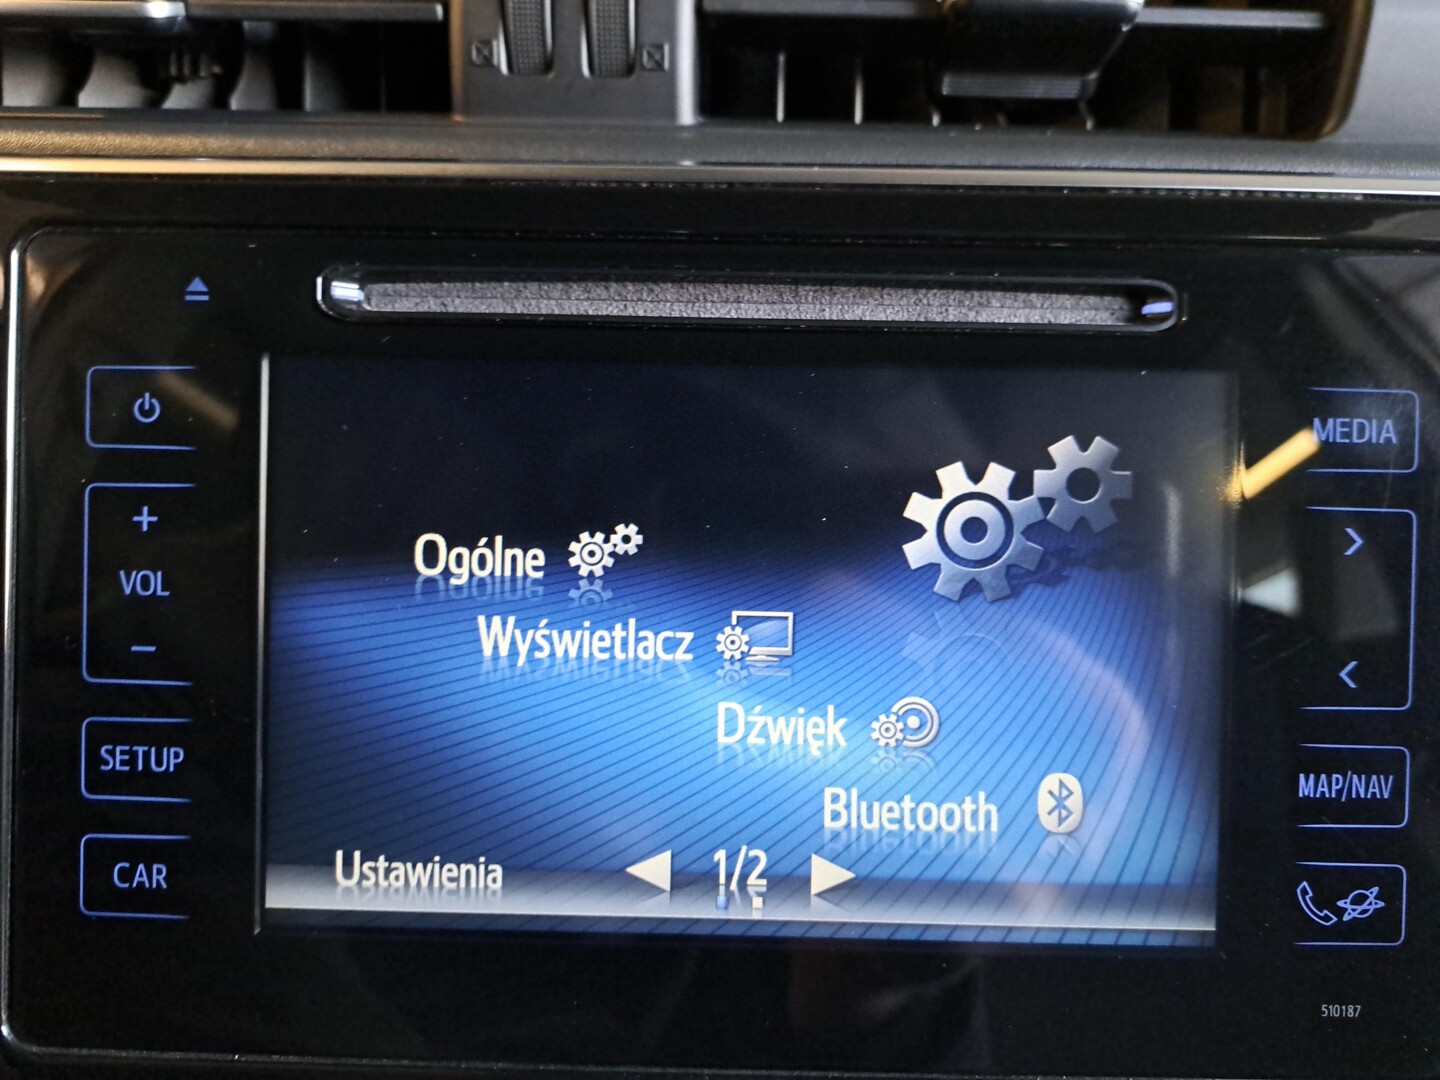 +
VOL
−
SETUP
CAR
Ogólne
Wyświetlacz
Dźwięk
Bluetooth
Ustawienia
1/2
MEDIA
>
<
MAP/NAV
510187